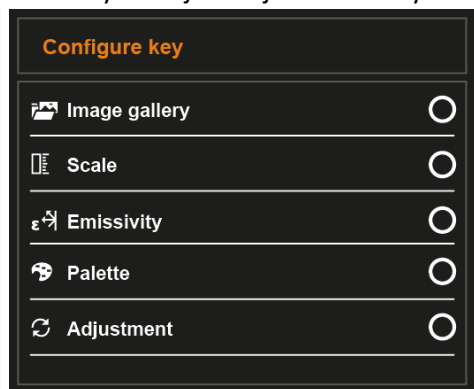 Configure key
Image gallery
Scale
ε Emissivity
Palette
Adjustment